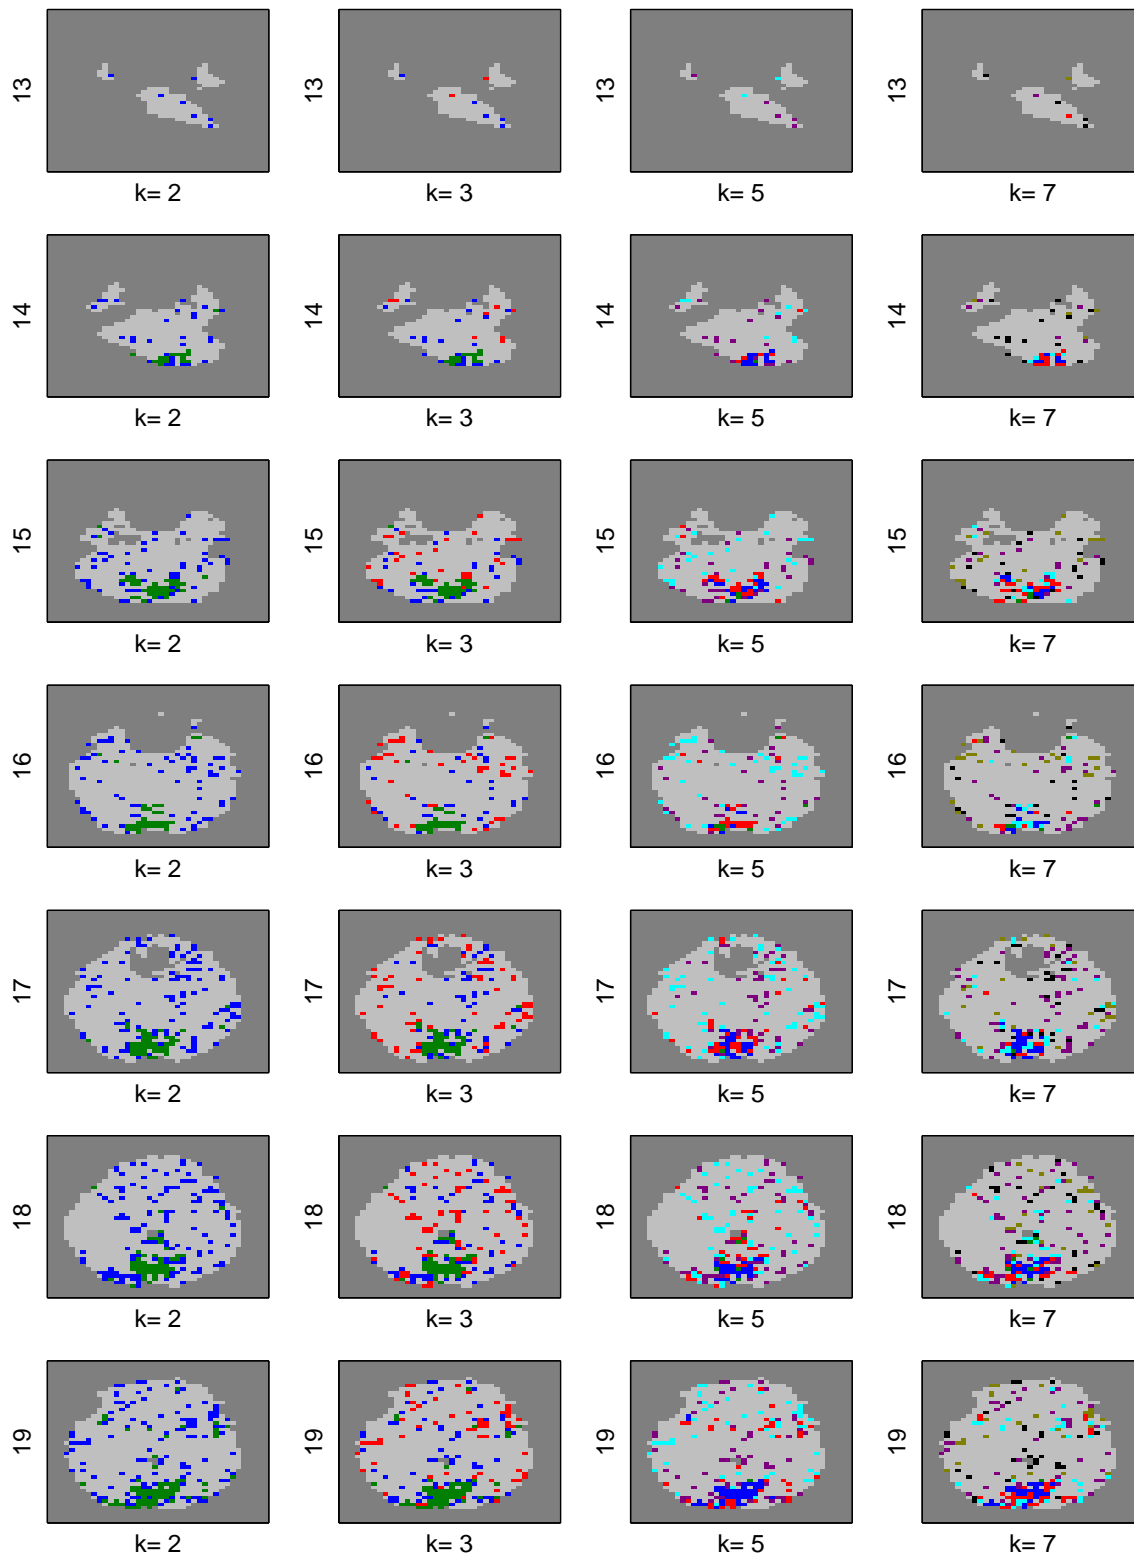 13
k= 2
k= 3
13
k= 5
13
k= 7
13
14
k= 2
14
k= 3
14
k= 5
14
k= 7
15
k= 2
15
k= 3
15
k= 5
15
k= 7
16
k= 2
16
k= 3
16
k= 5
16
k= 7
17
k= 2
17
k= 3
17
k= 5
17
k= 7
18
k= 2
18
k= 3
18
k= 5
18
k= 7
19
k= 2
19
k= 3
19
k= 5
19
k= 7